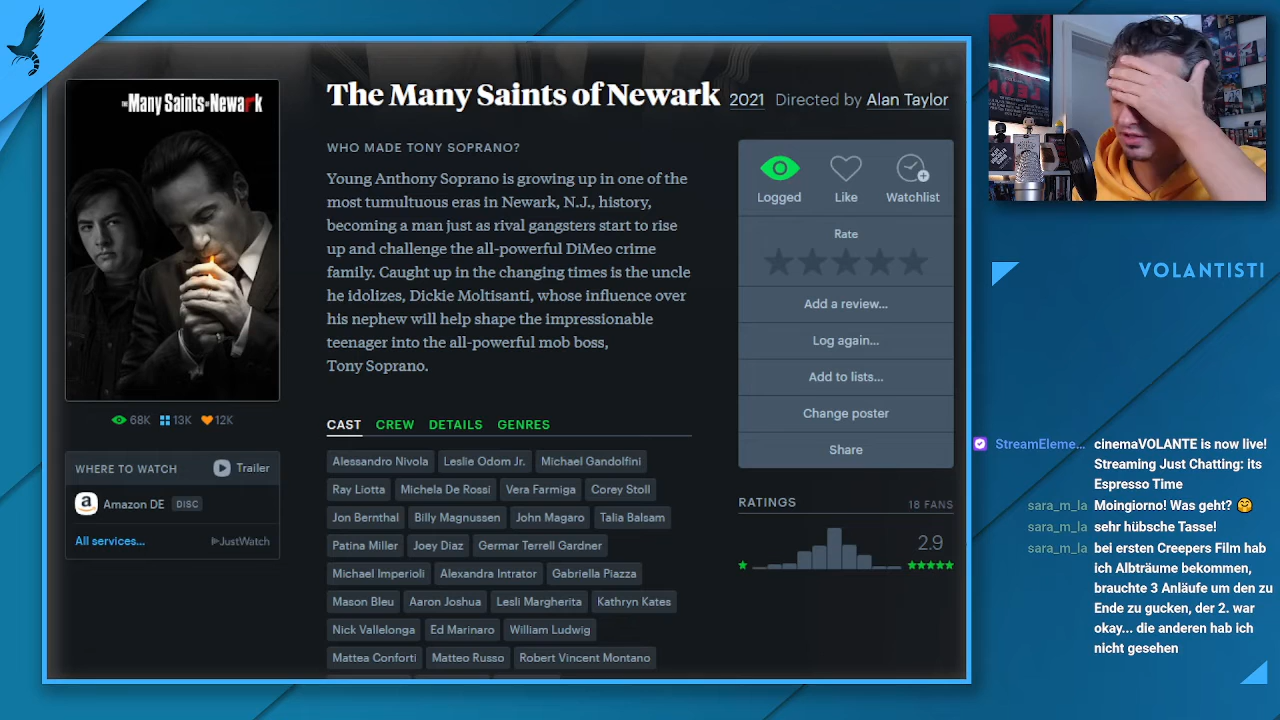 THE Many Saints OF Newark
The Many Saints of Newark 2021 Directed by Alan Taylor
WHO MADE TONY SOPRANO?
Young Anthony Soprano is growing up in one of the
most tumultuous eras in Newark, N.J., history,
becoming a man just as rival gangsters start to rise
up and challenge the all-powerful DiMeo crime
family. Caught up in the changing times is the uncle
he idolizes, Dickie Moltisanti, whose influence over
his nephew will help shape the impressionable
teenager into the all-powerful mob boss,
Tony Soprano.
68K 13K 12K
WHERE TO WATCH Trailer
Amazon DE DISC
All services... JustWatch
CAST CREW DETAILS GENRES
Alessandro Nivola Leslie Odom Jr. Michael Gandolfini
Ray Liotta Michela De Rossi Vera Farmiga Corey Stoll
Jon Bernthal Billy Magnussen John Magaro Talia Balsam
Patina Miller Joey Diaz Germar Terrell Gardner
Michael Imperioli Alexandra Intrator Gabriella Piazza
Mason Bleu Aaron Joshua Lesli Margherita Kathryn Kates
Nick Vallelonga Ed Marinaro William Ludwig
Mattea Conforti Matteo Russo Robert Vincent Montano
Logged Like Watchlist
Rate
Add a review...
Log again...
Add to lists...
Change poster
Share
RATINGS 18 FANS
2.9
VOLANTISTI
StreamEleme... cinemaVOLANTE is now live!
Streaming Just Chatting: its
Espresso Time
sara_m_la Moingiorno! Was geht? 🤗
sara_m_la sehr hübsche Tasse!
sara_m_la bei ersten Creepers Film hab
ich Albträume bekommen,
brauchte 3 Anläufe um den zu
Ende zu gucken, der 2. war
okay... die anderen hab ich
nicht gesehen